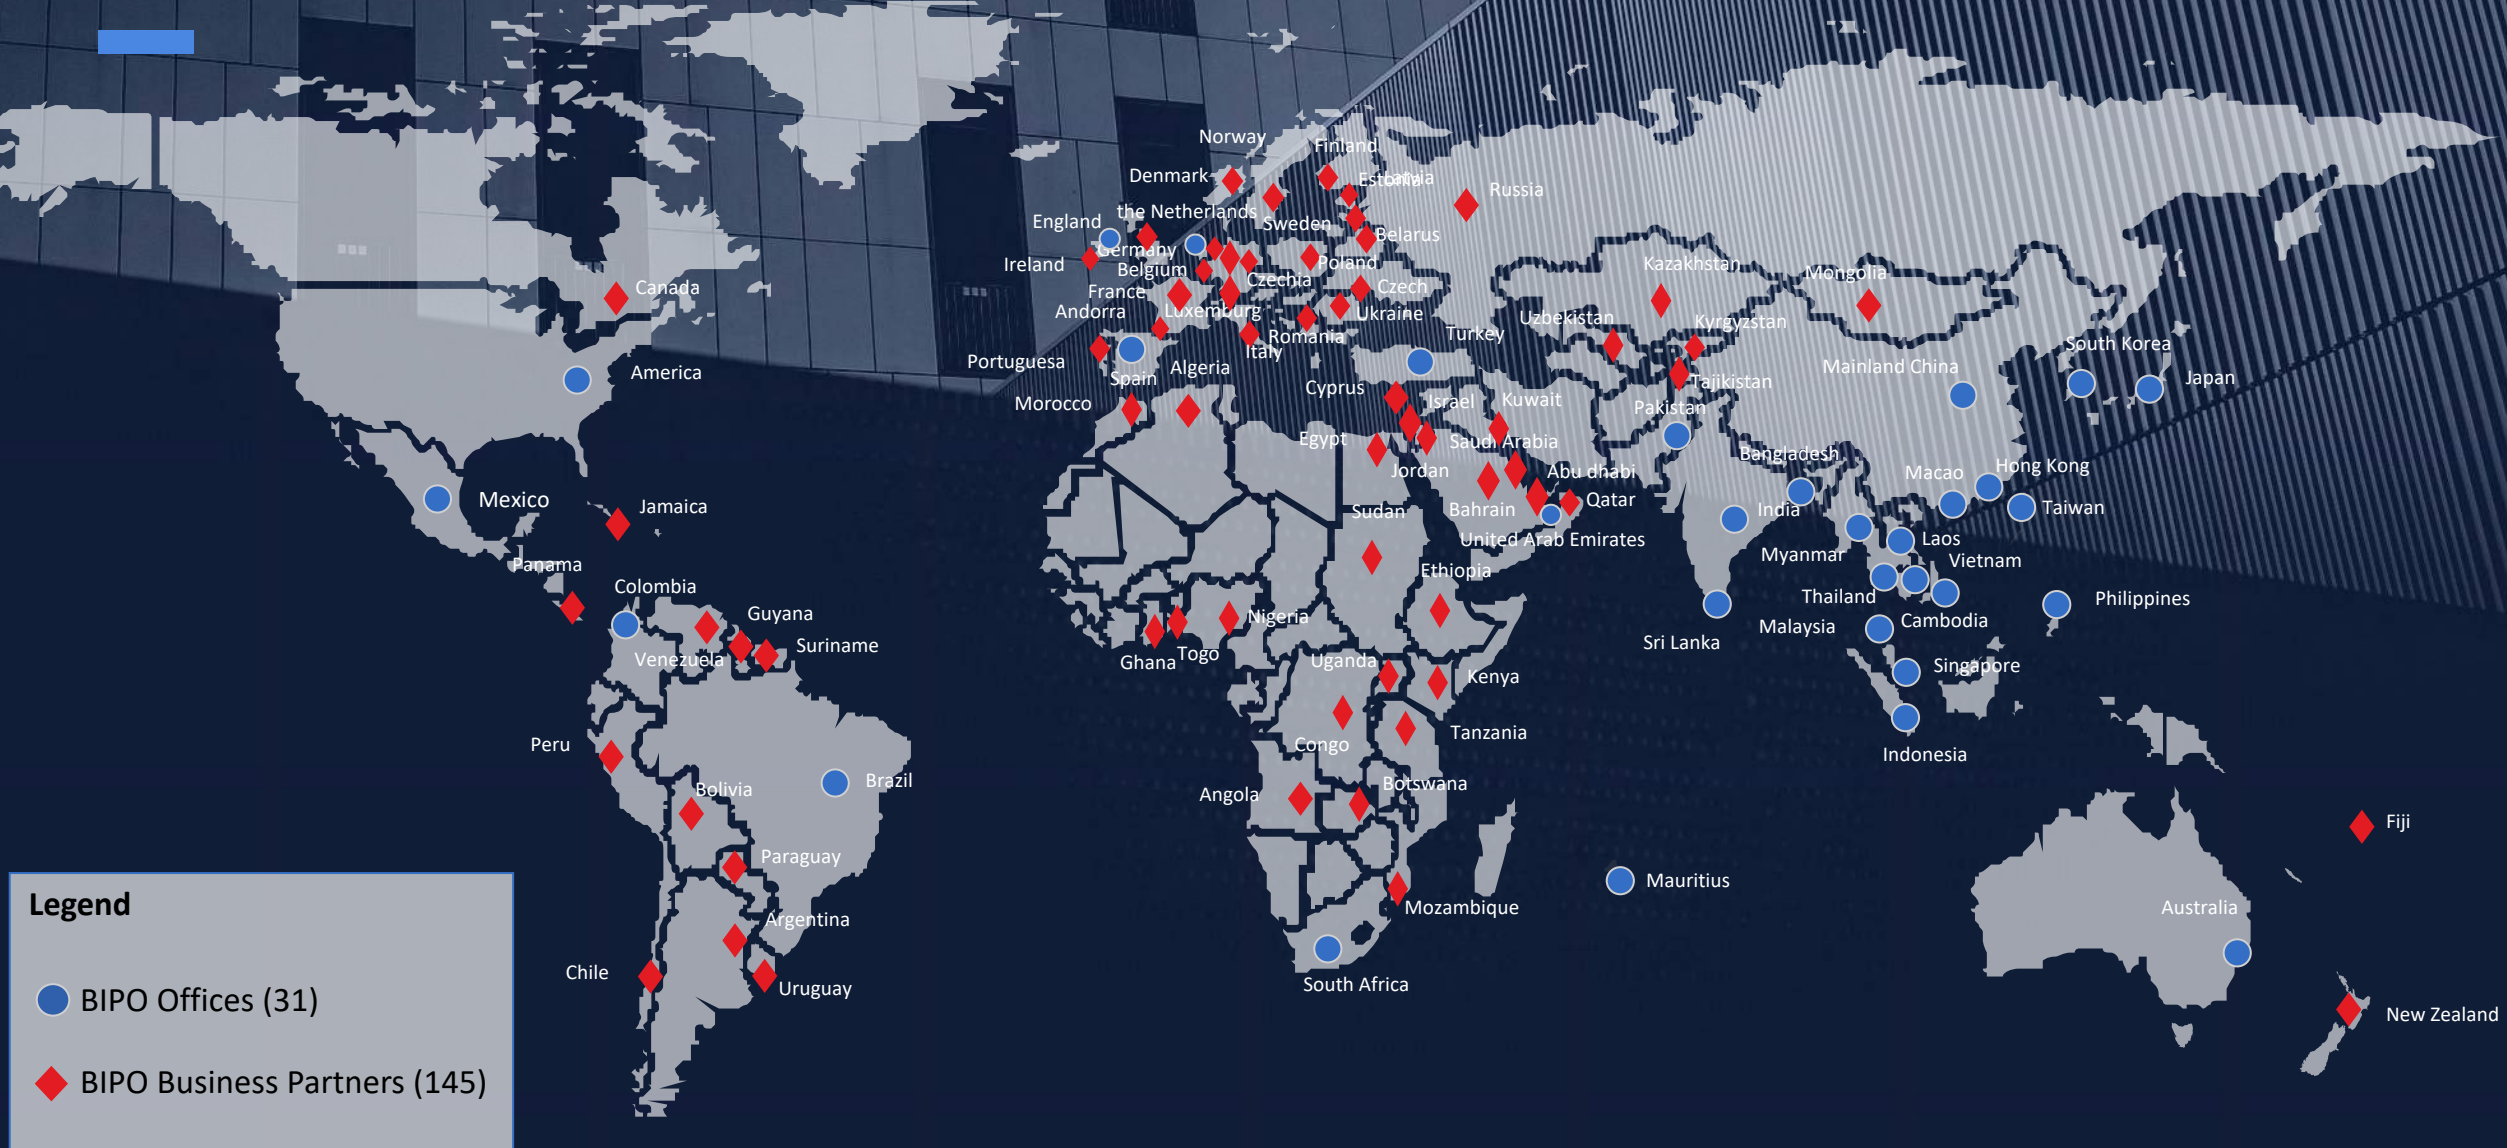 Norway
Finland
Denmark
Estonia
Latvia
Russia
the Netherlands
England
Sweden
Belarus
Germany
Ireland
Belgium
Poland
Kazakhstan
Mongolia
Czechia
Czech
Canada
France
Andorra
Luxemburg
Ukraine
Uzbekistan
Kyrgyzstan
Romania
Turkey
South Korea
Italy
Portuguesa
Algeria
Mainland China
America
Spain
Cyprus
Tajikistan
Japan
Morocco
Israel
Kuwait
Pakistan
Egypt
Saudi Arabia
Bangladesh
Jordan
Abu dhabi
Macao
Hong Kong
Mexico
Jamaica
Sudan
Bahrain
Qatar
India
Taiwan
United Arab Emirates
Laos
Myanmar
Vietnam
Panama
Ethiopia
Colombia
Thailand
Philippines
Guyana
Nigeria
Malaysia
Cambodia
Suriname
Venezuela
Ghana
Togo
Uganda
Sri Lanka
Singapore
Kenya
Tanzania
Peru
Congo
Indonesia
Bolivia
Brazil
Angola
Botswana
Fiji
Paraguay
Mauritius
Mozambique
Australia
Argentina
Chile
Uruguay
South Africa
New Zealand
Legend
BIPO Offices (31)
BIPO Business Partners (145)